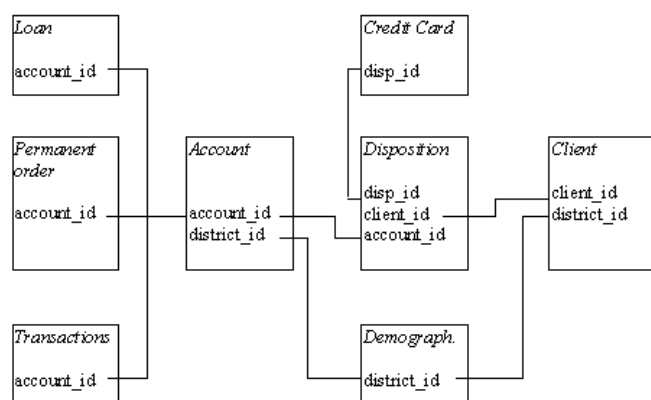 Loan
account_id
Credit Card
disp_id
Permanent
order
account_id
Account
account_id
district_id
Disposition
disp_id
client_id
account_id
Client
client_id
district_id
Transactions
account_id
Demograph.
district_id